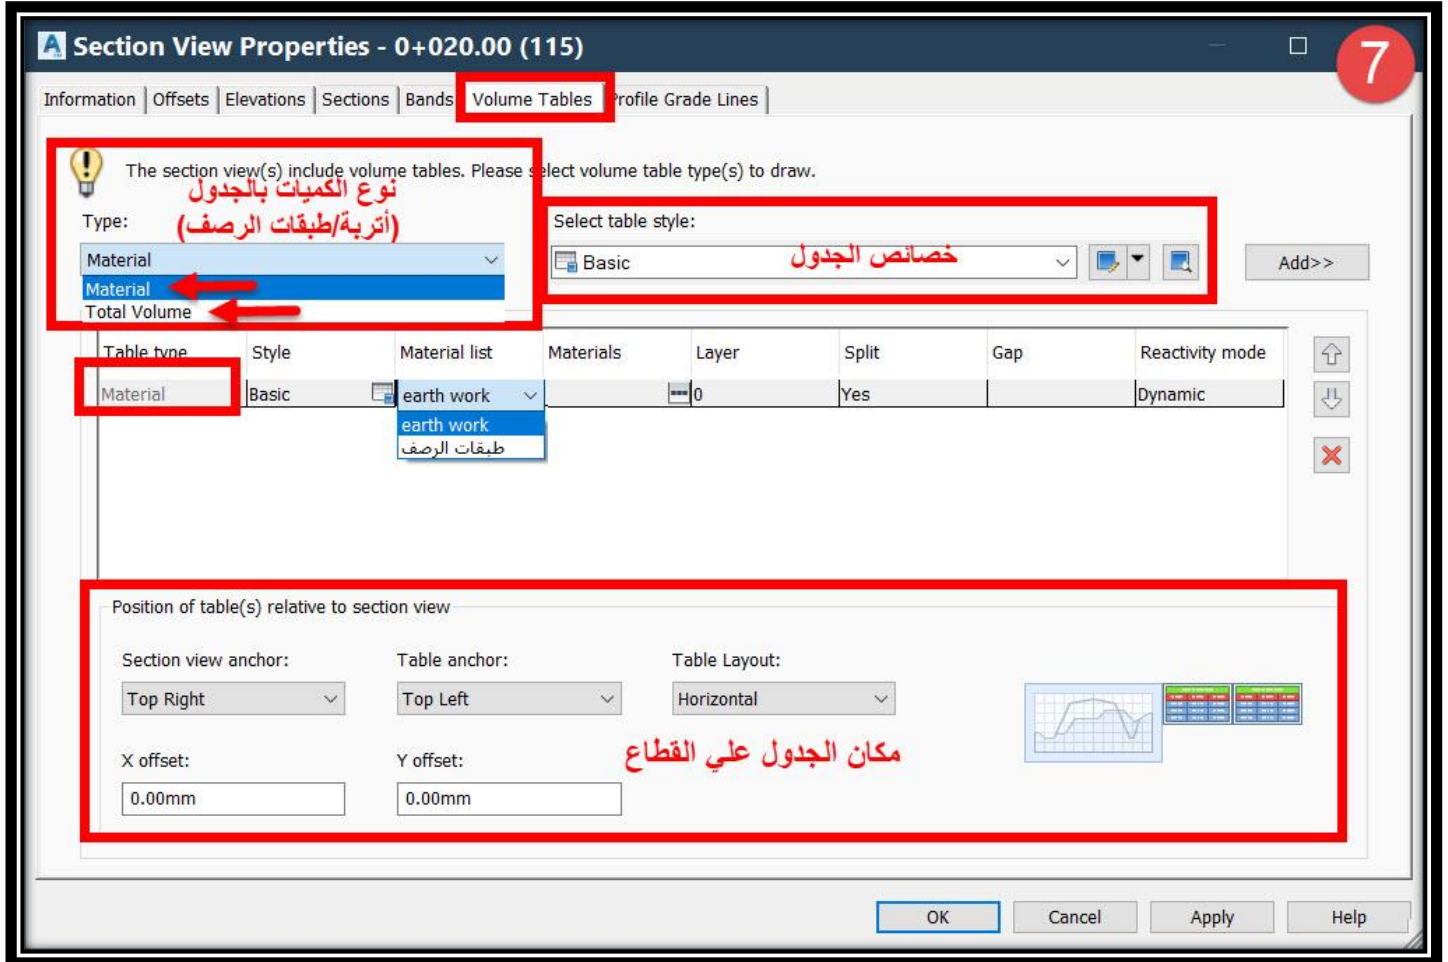 Section View Properties - 0+020.00 (115)
7
Information Offsets Elevations Sections Bands Volume Tables Profile Grade Lines
The section view(s) include volume tables. Please select volume table type(s) to draw.
نوع الكميات بالجدول
(أتربة/طبقات الرصف)
Type:
Select table style:
Material
Basic
خصائص الجدول
Add>>
Material
Total Volume
Table type Style Material list Materials Layer Split Gap Reactivity mode
Material Basic earth work 0 Yes Dynamic
earth work
طبقات الرصف
Position of table(s) relative to section view
Section view anchor: Table anchor: Table Layout:
Top Right Top Left Horizontal
مكان الجدول علي القطاع
X offset: Y offset:
0.00mm 0.00mm
OK Cancel Apply Help